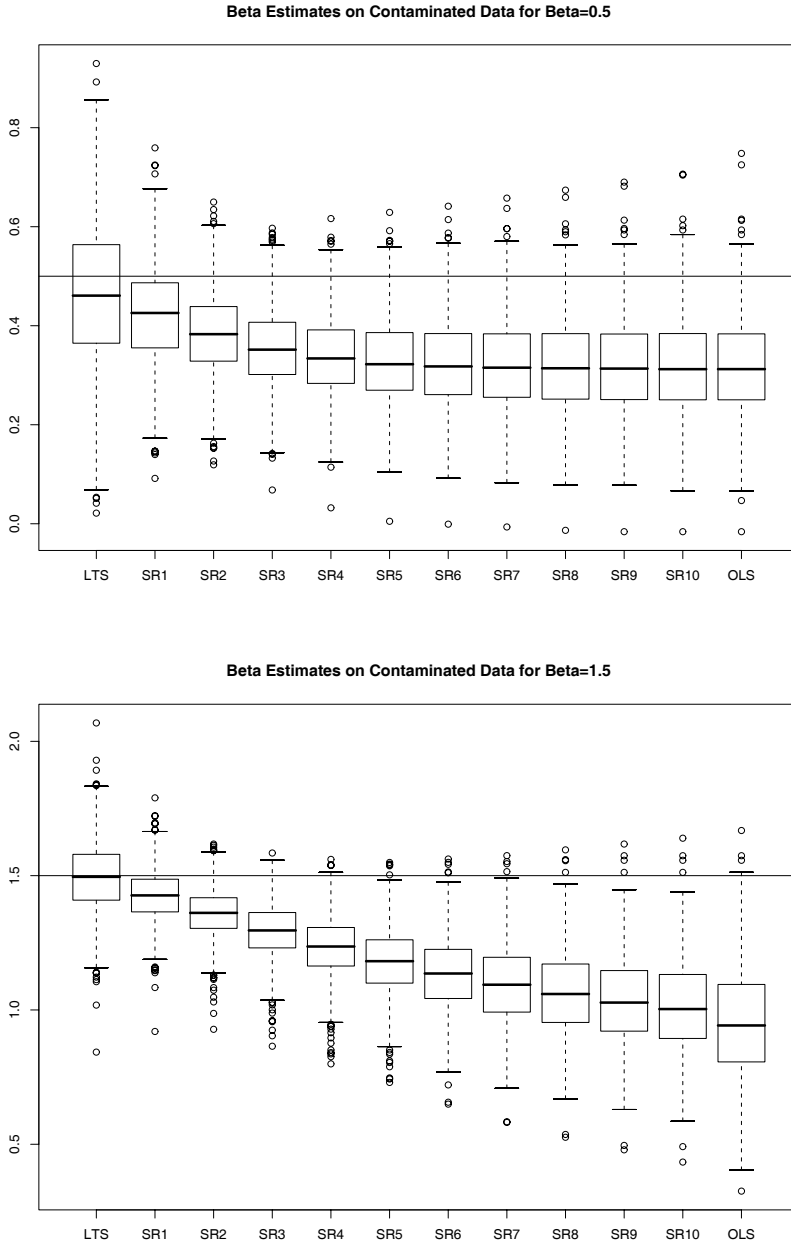 Beta Estimates on Contaminated Data for Beta=0.5
0.8
0.6
0.4
0.2
0.0
LTS SR1 SR2 SR3 SR4 SR5 SR6 SR7 SR8 SR9 SR10 OLS
Beta Estimates on Contaminated Data for Beta=1.5
2.0
1.5
1.0
0.5
LTS SR1 SR2 SR3 SR4 SR5 SR6 SR7 SR8 SR9 SR10 OLS